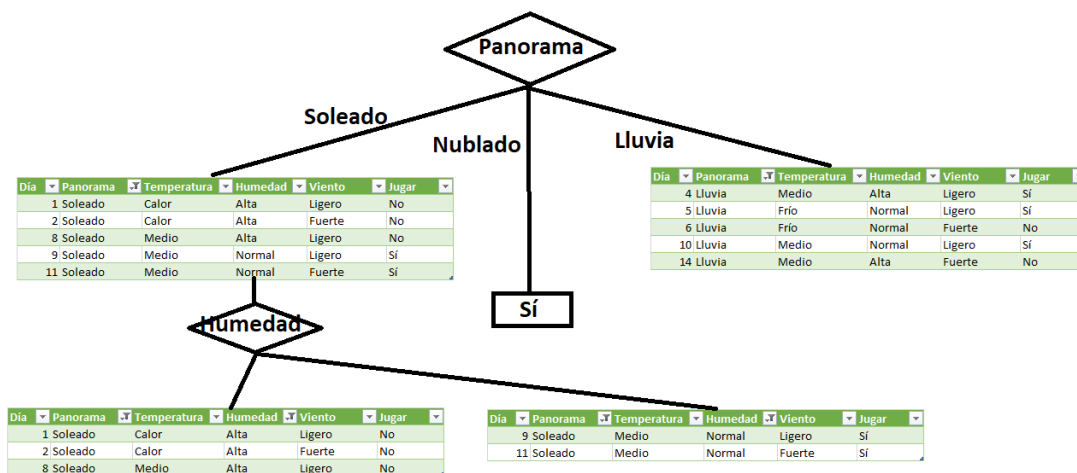 Panorama
Soleado
Nublado
Lluvia
Día Panorama Temperatura Humedad Viento Jugar
1 Soleado Calor Alta Ligero No
2 Soleado Calor Alta Fuerte No
8 Soleado Medio Alta Ligero No
9 Soleado Medio Normal Ligero Sí
11 Soleado Medio Normal Fuerte Sí
Día Panorama Temperatura Humedad Viento Jugar
4 Lluvia Medio Alta Ligero Sí
5 Lluvia Frío Normal Ligero Sí
6 Lluvia Frío Normal Fuerte No
10 Lluvia Medio Normal Ligero Sí
14 Lluvia Medio Alta Fuerte No
Sí
Humedad
Día Panorama Temperatura Humedad Viento Jugar
1 Soleado Calor Alta Ligero No
2 Soleado Calor Alta Fuerte No
8 Soleado Medio Alta Ligero No
Día Panorama Temperatura Humedad Viento Jugar
9 Soleado Medio Normal Ligero Sí
11 Soleado Medio Normal Fuerte Sí